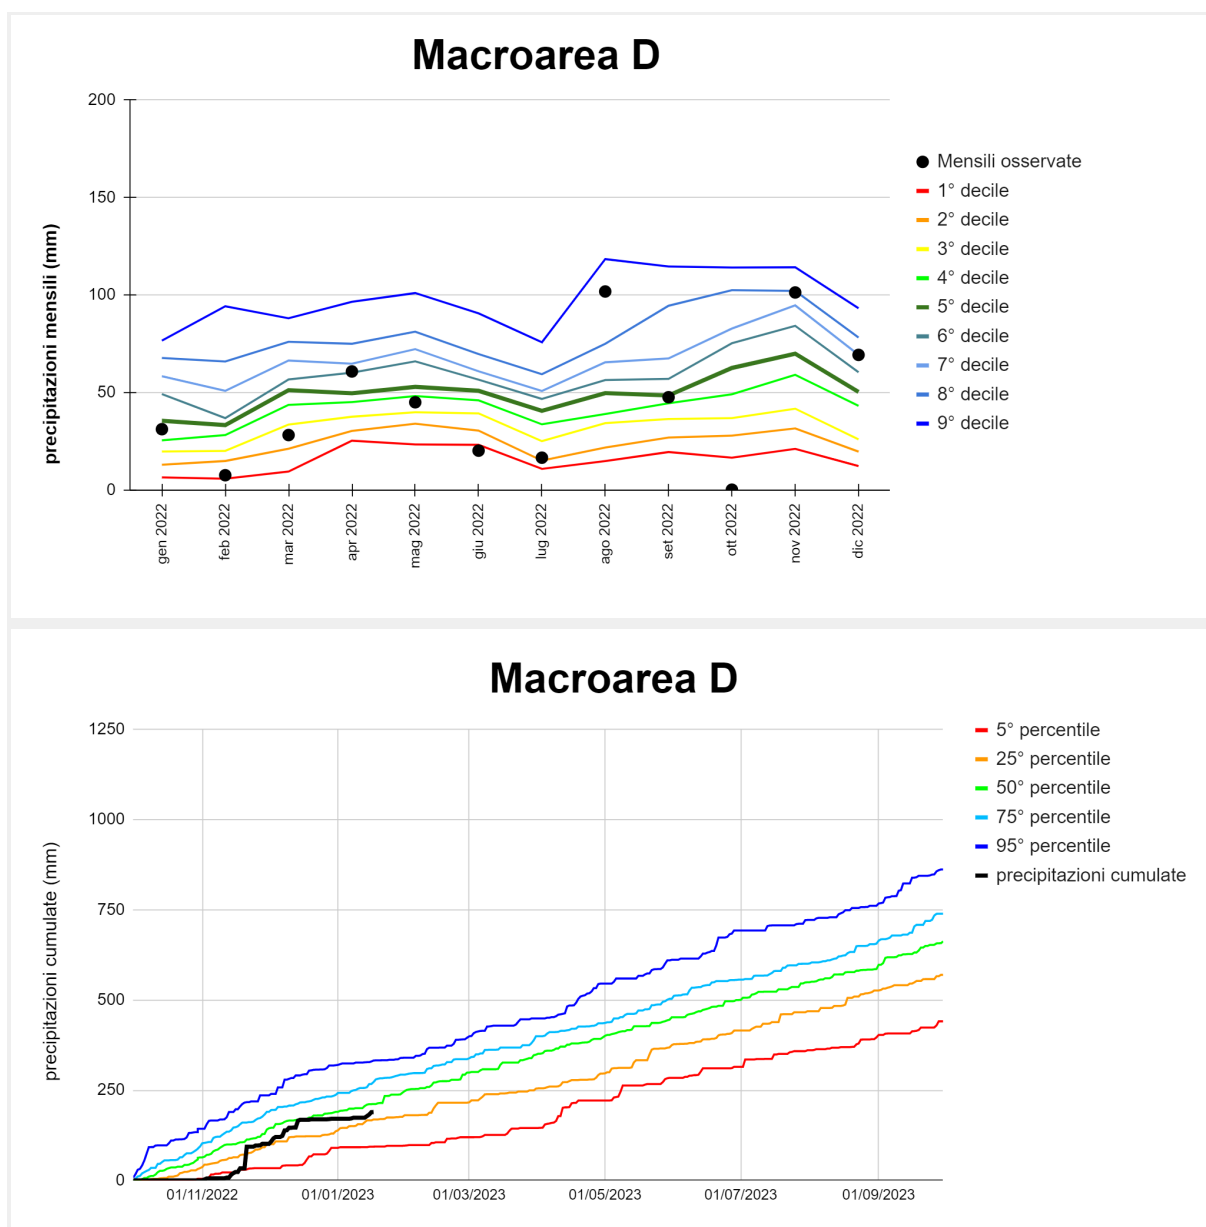 Macroarea D
precipitazioni mensili (mm)
200
150
100
50
0
gen 2022
feb 2022
mar 2022
apr 2022
mag 2022
giu 2022
lug 2022
ago 2022
set 2022
ott 2022
nov 2022
dic 2022
Mensili osservate
1° decile
2° decile
3° decile
4° decile
5° decile
6° decile
7° decile
8° decile
9° decile
Macroarea D
precipitazioni cumulate (mm)
1250
1000
750
500
250
0
01/11/2022
01/01/2023
01/03/2023
01/05/2023
01/07/2023
01/09/2023
5° percentile
25° percentile
50° percentile
75° percentile
95° percentile
precipitazioni cumulate